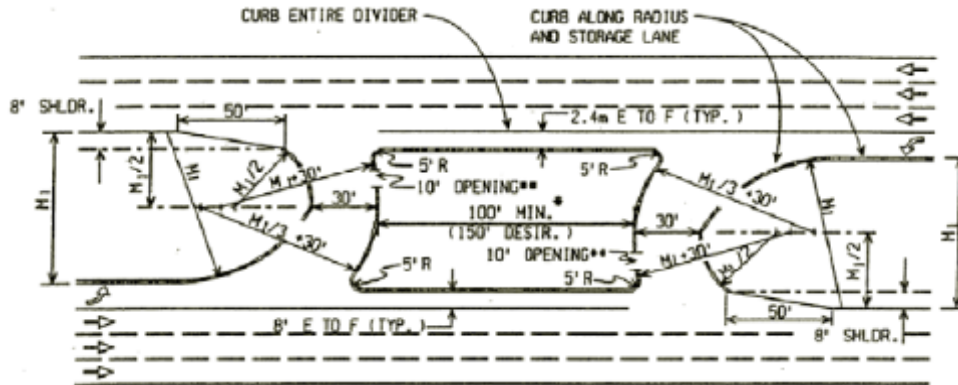 CURB ENTIRE DIVIDER
CURB ALONG RADIUS
AND STORAGE LANE
8' SHLDR.
50'
2.4m E TO F (TYP.)
M₁
M₁/2
M₁
M₁/2
M₁+30'
5' R
10' OPENING**
30'
100' MIN.*
(150' DESIR.)
M₁/3 +30'
5' R
5' R
M₁/3 +30'
M₁
30'
10' OPENING**
M₁+30'
5' R
M₁/2
M₁/2
M₁
8' E TO F (TYP.)
50'
8' SHLDR.